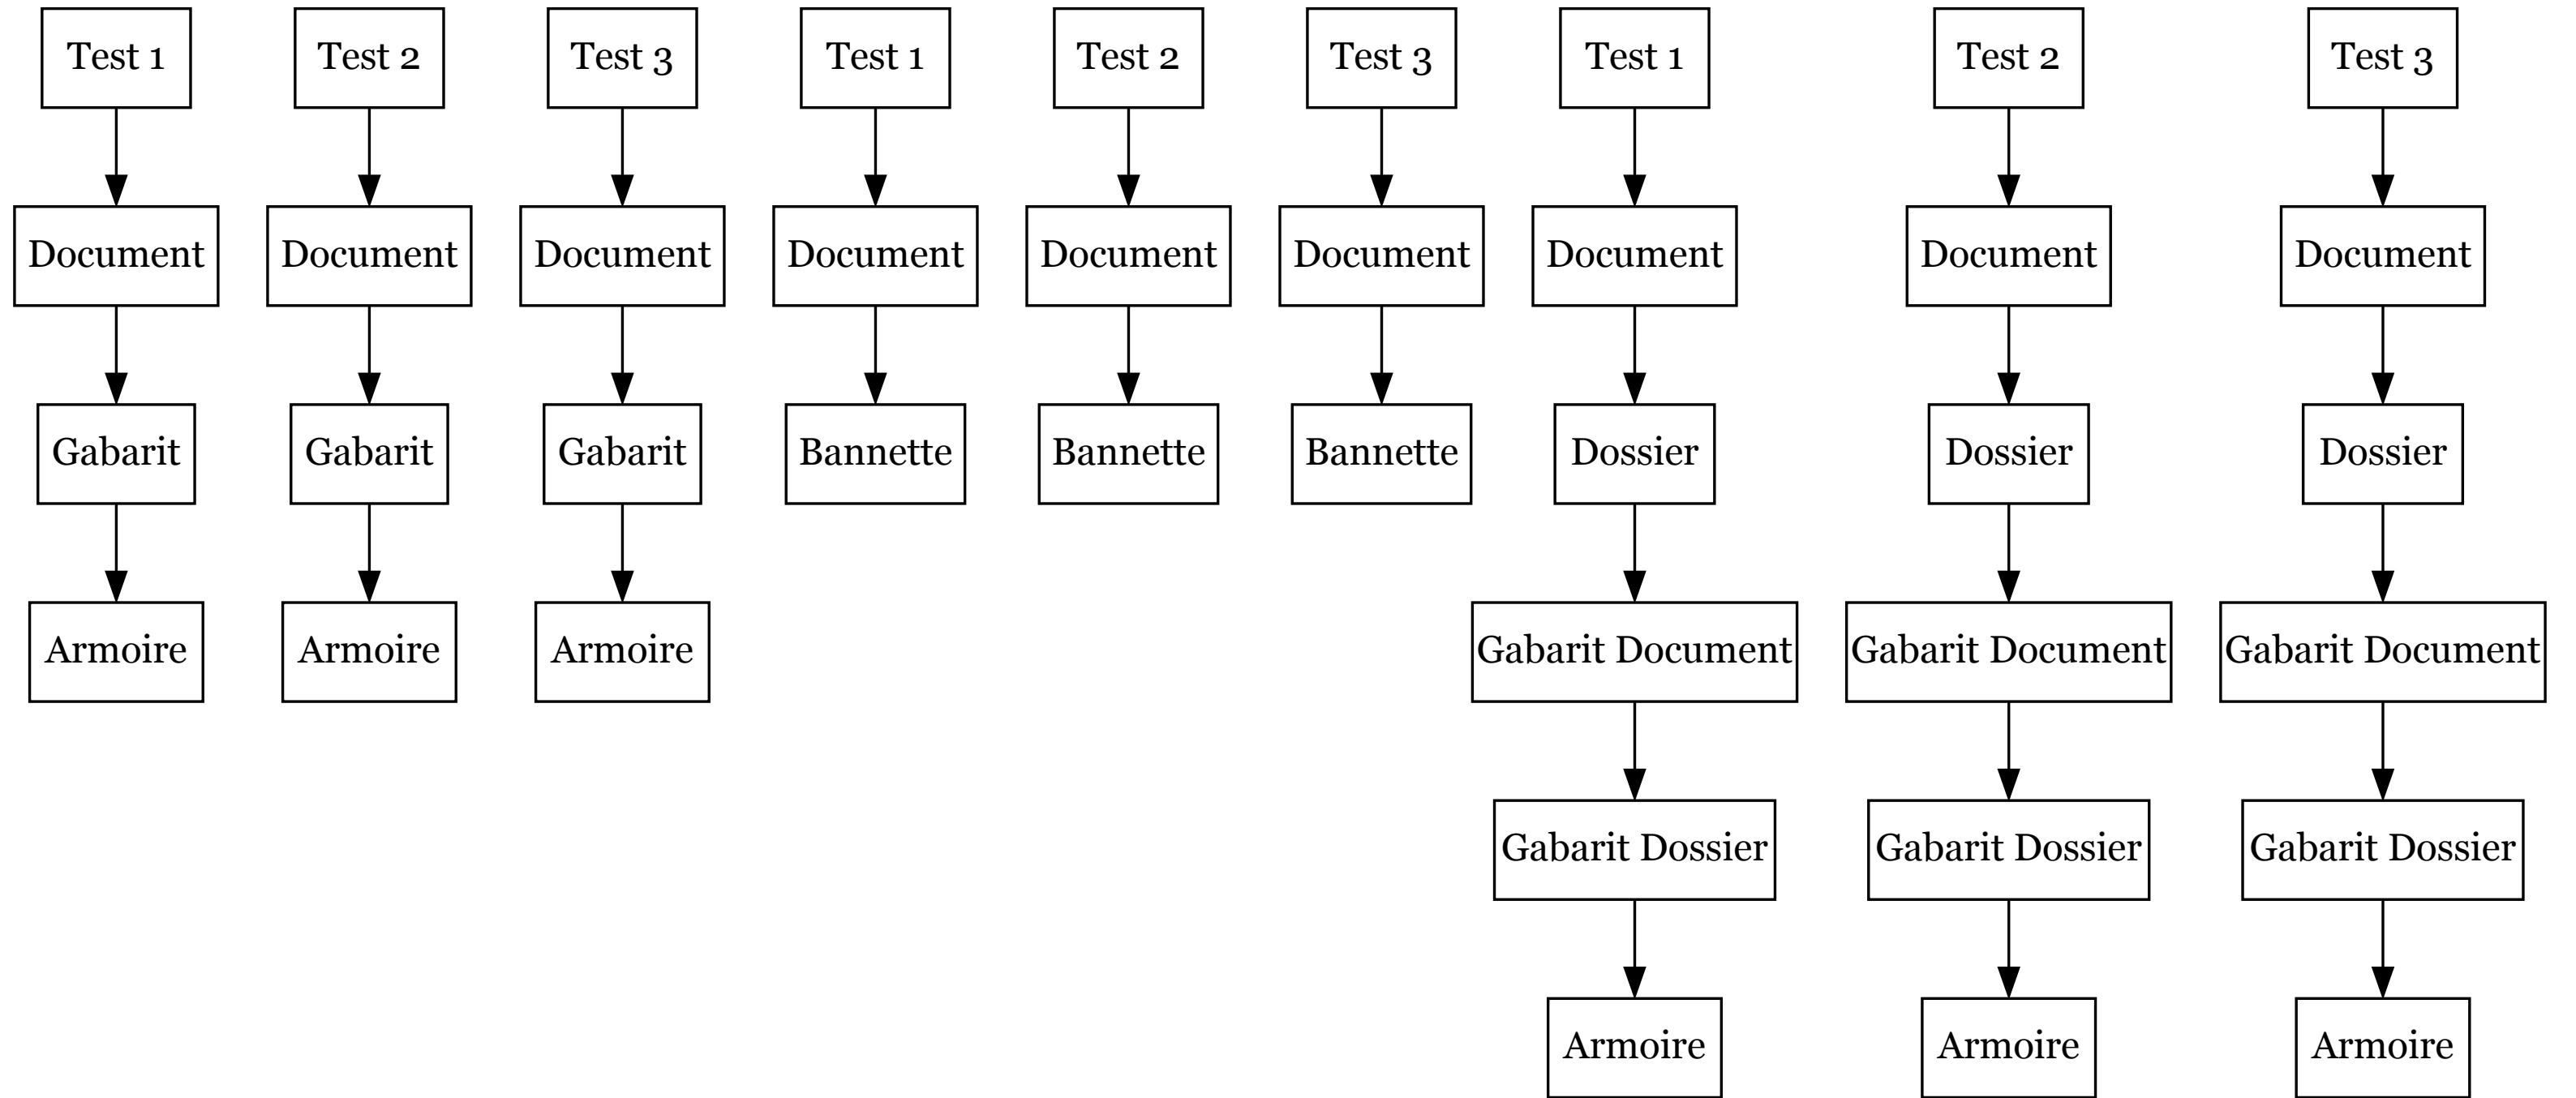 Test 1
Test 2
Test 3
Test 1
Test 2
Test 3
Test 1
Test 2
Test 3
Document
Document
Document
Document
Document
Document
Document
Document
Document
Gabarit
Gabarit
Gabarit
Bannette
Bannette
Bannette
Dossier
Dossier
Dossier
Armoire
Armoire
Armoire
Gabarit Document
Gabarit Document
Gabarit Document
Gabarit Dossier
Gabarit Dossier
Gabarit Dossier
Armoire
Armoire
Armoire